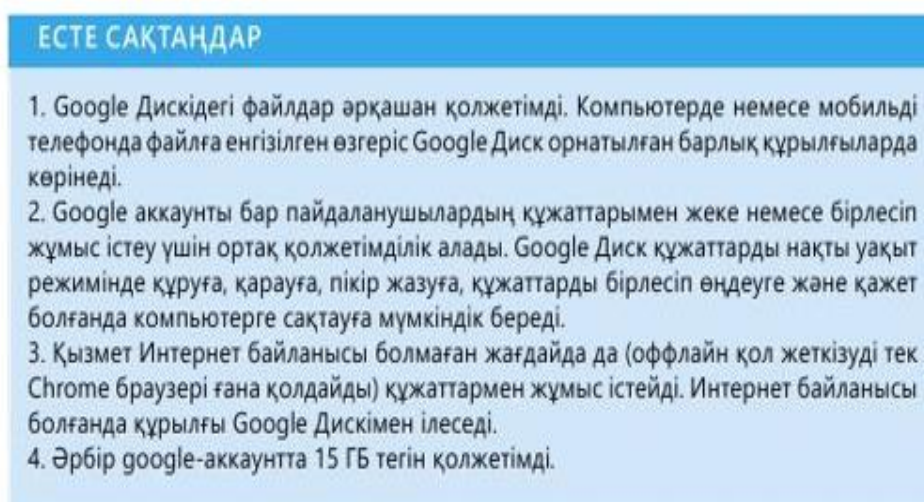 ЕСТЕ САҚТАҢДАР
1. Google Дискідегі файлдар әрқашан қолжетімді. Компьютерде немесе мобильді
телефонда файлға енгізілген өзгеріс Google Диск орнатылған барлық құрылғыларда
көрінеді.
2. Google аккаунты бар пайдаланушылардың құжаттарымен жеке немесе бірлесіп
жұмыс істеу үшін ортақ қолжетімділік алады. Google Диск құжаттарды нақты уақыт
режимінде құруға, қарауға, пікір жазуға, құжаттарды бірлесіп өңдеуге және қажет
болғанда компьютерге сақтауға мүмкіндік береді.
3. Қызмет Интернет байланысы болмаған жағдайда да (оффлайн қол жеткізуді тек
Chrome браузері ғана қолдайды) құжаттармен жұмыс істейді. Интернет байланысы
болғанда құрылғы Google Дискімен ілеседі.
4. Әрбір google-аккаунтта 15 ГБ тегін қолжетімді.